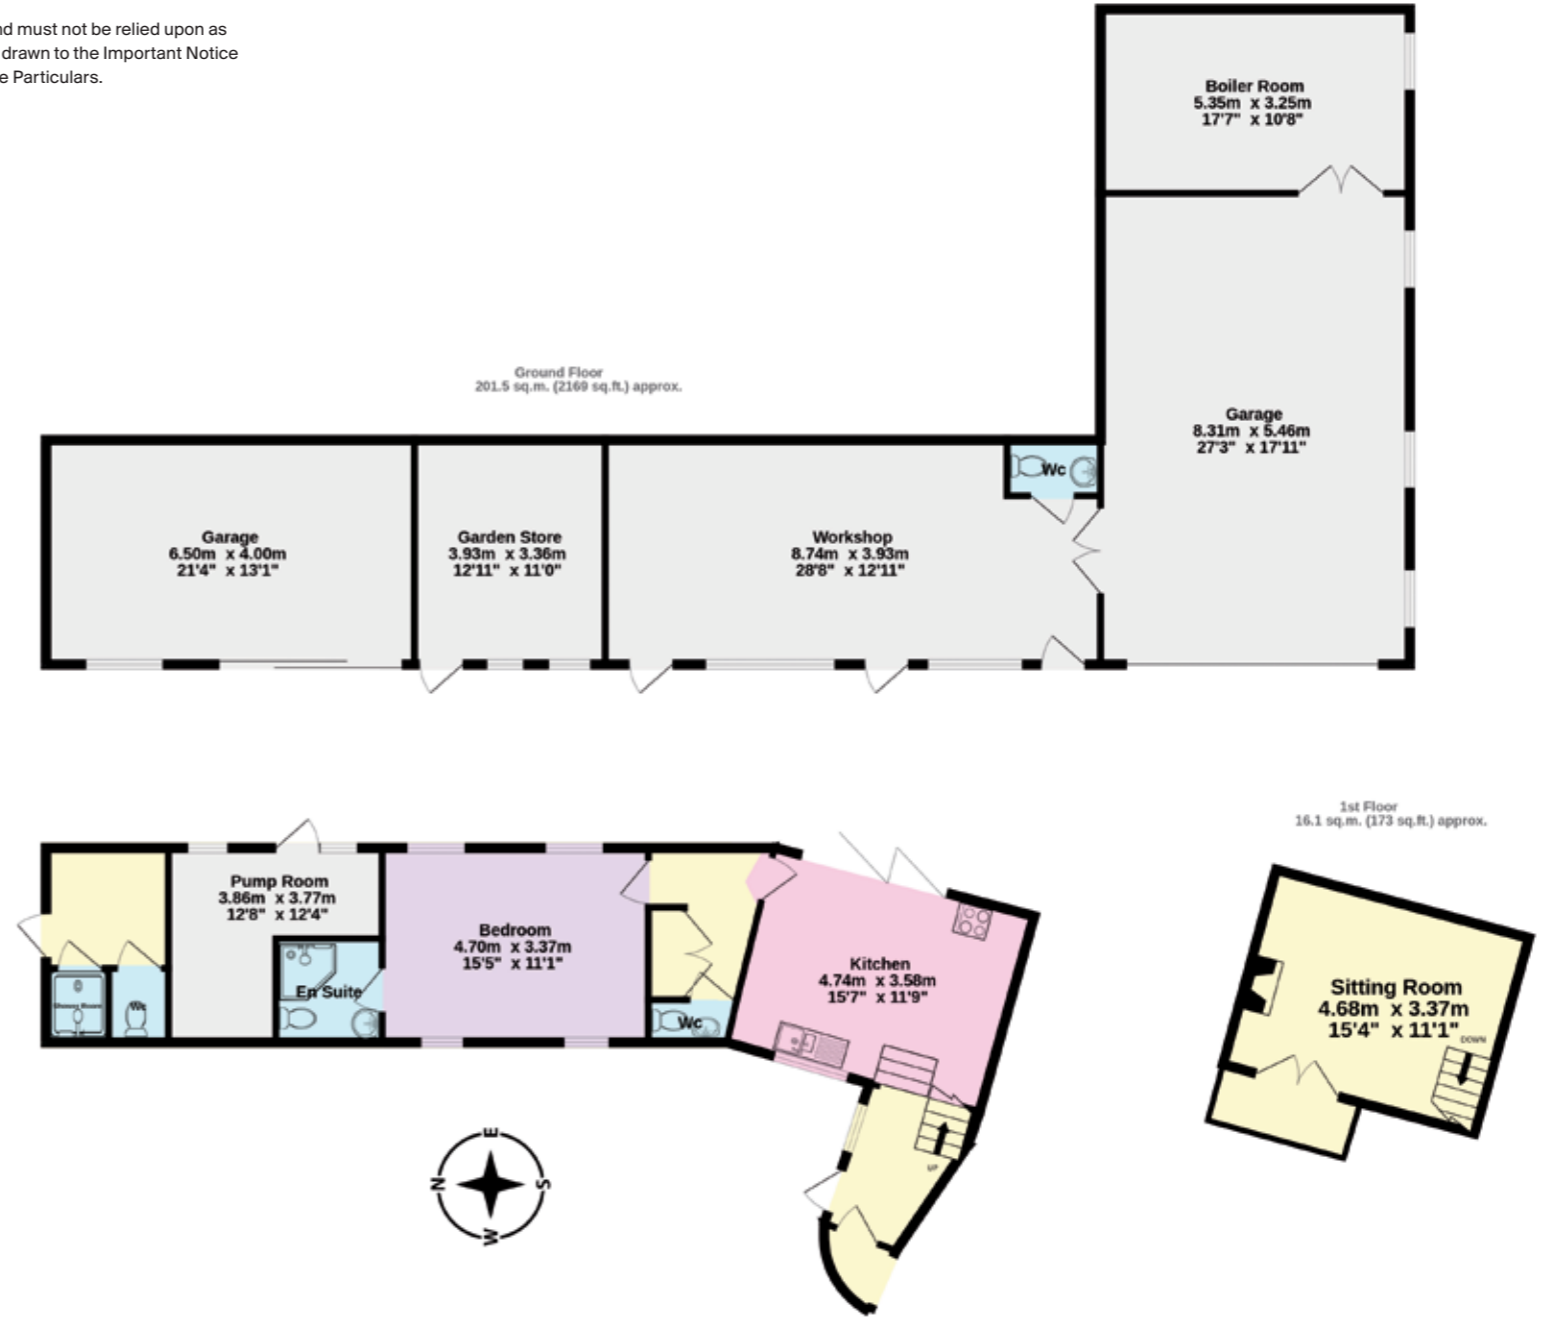 nd must not be relied upon as
drawn to the Important Notice
e Particulars.
Boiler Room
5.35m x 3.25m
17'7" x 10'8"
Ground Floor
201.5 sq.m. (2169 sq.ft.) approx.
Garage
8.31m x 5.46m
27'3" x 17'11"
Wc
Garage
6.50m x 4.00m
21'4" x 13'1"
Garden Store
3.93m x 3.36m
12'11" x 11'0"
Workshop
8.74m x 3.93m
28'8" x 12'11"
1st Floor
16.1 sq.m. (173 sq.ft.) approx.
Pump Room
3.86m x 3.77m
12'8" x 12'4"
Bedroom
4.70m x 3.37m
15'5" x 11'1"
Kitchen
4.74m x 3.58m
15'7" x 11'9"
En Suite
Shower Room
Wc
Wc
Sitting Room
4.68m x 3.37m
15'4" x 11'1"
DOWN
UP
E
N
S
W